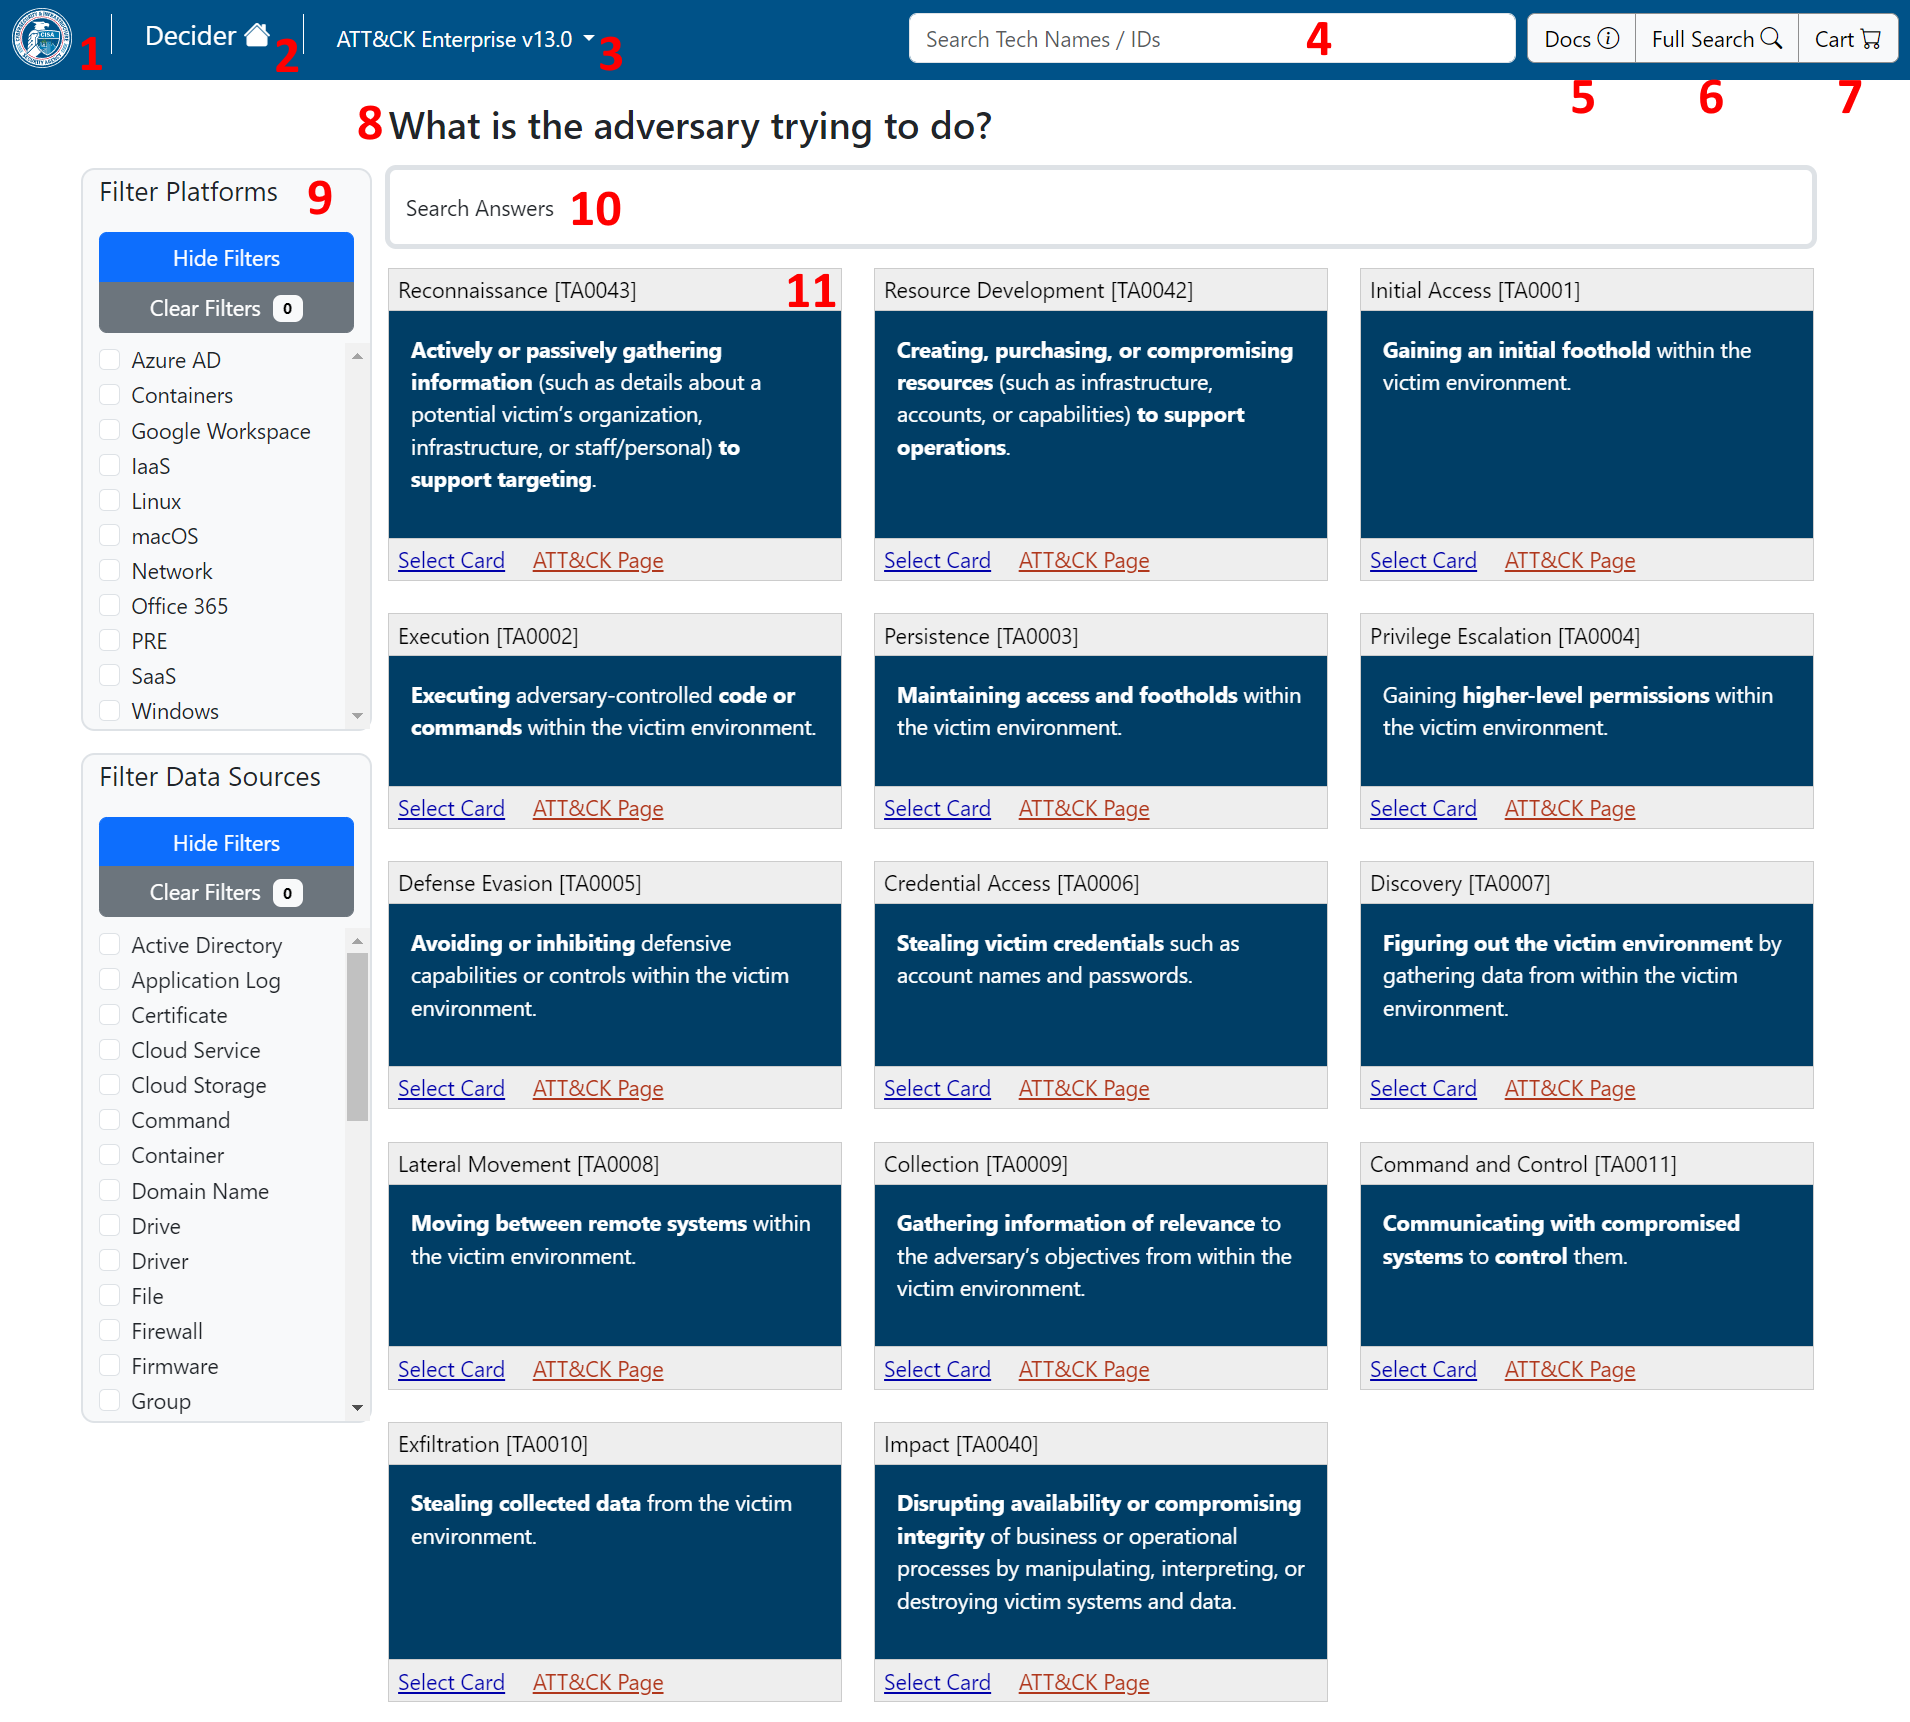 1
Decider 2
ATT&CK Enterprise v13.0 3
Search Tech Names / IDs 4
Docs Full Search Cart
5 6 7
8 What is the adversary trying to do?
Filter Platforms 9
Hide Filters
Clear Filters 0
Azure AD
Containers
Google Workspace
IaaS
Linux
macOS
Network
Office 365
PRE
SaaS
Windows
Filter Data Sources
Hide Filters
Clear Filters 0
Active Directory
Application Log
Certificate
Cloud Service
Cloud Storage
Command
Container
Domain Name
Drive
Driver
File
Firewall
Firmware
Group
Search Answers 10
Reconnaissance [TA0043] 11
Actively or passively gathering
information (such as details about a
potential victim's organization,
infrastructure, or staff/personal) to
support targeting.
Select Card ATT&CK Page
Resource Development [TA0042]
Creating, purchasing, or compromising
resources (such as infrastructure,
accounts, or capabilities) to support
operations.
Select Card ATT&CK Page
Initial Access [TA0001]
Gaining an initial foothold within the
victim environment.
Select Card ATT&CK Page
Execution [TA0002]
Executing adversary-controlled code or
commands within the victim environment.
Select Card ATT&CK Page
Persistence [TA0003]
Maintaining access and footholds within
the victim environment.
Select Card ATT&CK Page
Privilege Escalation [TA0004]
Gaining higher-level permissions within
the victim environment.
Select Card ATT&CK Page
Defense Evasion [TA0005]
Avoiding or inhibiting defensive
capabilities or controls within the victim
environment.
Select Card ATT&CK Page
Credential Access [TA0006]
Stealing victim credentials such as
account names and passwords.
Select Card ATT&CK Page
Discovery [TA0007]
Figuring out the victim environment by
gathering data from within the victim
environment.
Select Card ATT&CK Page
Lateral Movement [TA0008]
Moving between remote systems within
the victim environment.
Select Card ATT&CK Page
Collection [TA0009]
Gathering information of relevance to
the adversary's objectives from within the
victim environment.
Select Card ATT&CK Page
Command and Control [TA0011]
Communicating with compromised
systems to control them.
Select Card ATT&CK Page
Exfiltration [TA0010]
Stealing collected data from the victim
environment.
Select Card ATT&CK Page
Impact [TA0040]
Disrupting availability or compromising
integrity of business or operational
processes by manipulating, interpreting, or
destroying victim systems and data.
Select Card ATT&CK Page